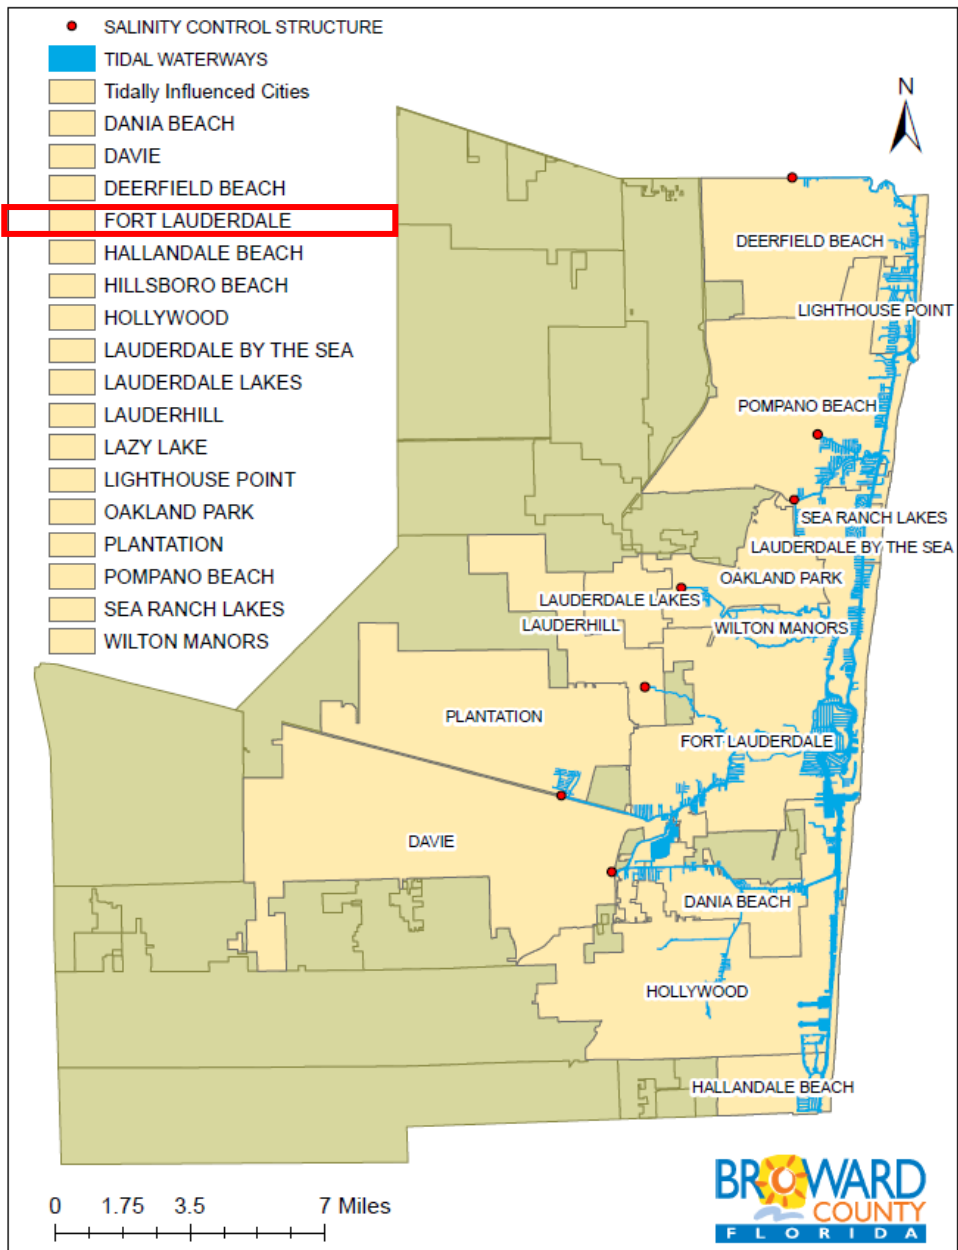 SALINITY CONTROL STRUCTURE
TIDAL WATERWAYS
Tidally Influenced Cities
DANIA BEACH
DAVIE
DEERFIELD BEACH
FORT LAUDERDALE
HALLANDALE BEACH
HILLSBORO BEACH
HOLLYWOOD
LAUDERDALE BY THE SEA
LAUDERDALE LAKES
LAUDERHILL
LAZY LAKE
LIGHTHOUSE POINT
OAKLAND PARK
PLANTATION
POMPANO BEACH
SEA RANCH LAKES
WILTON MANORS
N
DEERFIELD BEACH
LIGHTHOUSE POINT
POMPANO BEACH
SEA RANCH LAKES
LAUDERDALE BY THE SEA
OAKLAND PARK
LAUDERDALE LAKES
LAUDERHILL
WILTON MANORS
PLANTATION
FORT LAUDERDALE
DAVIE
DANIA BEACH
HOLLYWOOD
HALLANDALE BEACH
0 1.75 3.5 7 Miles
BROWARD
COUNTY
FLORIDA